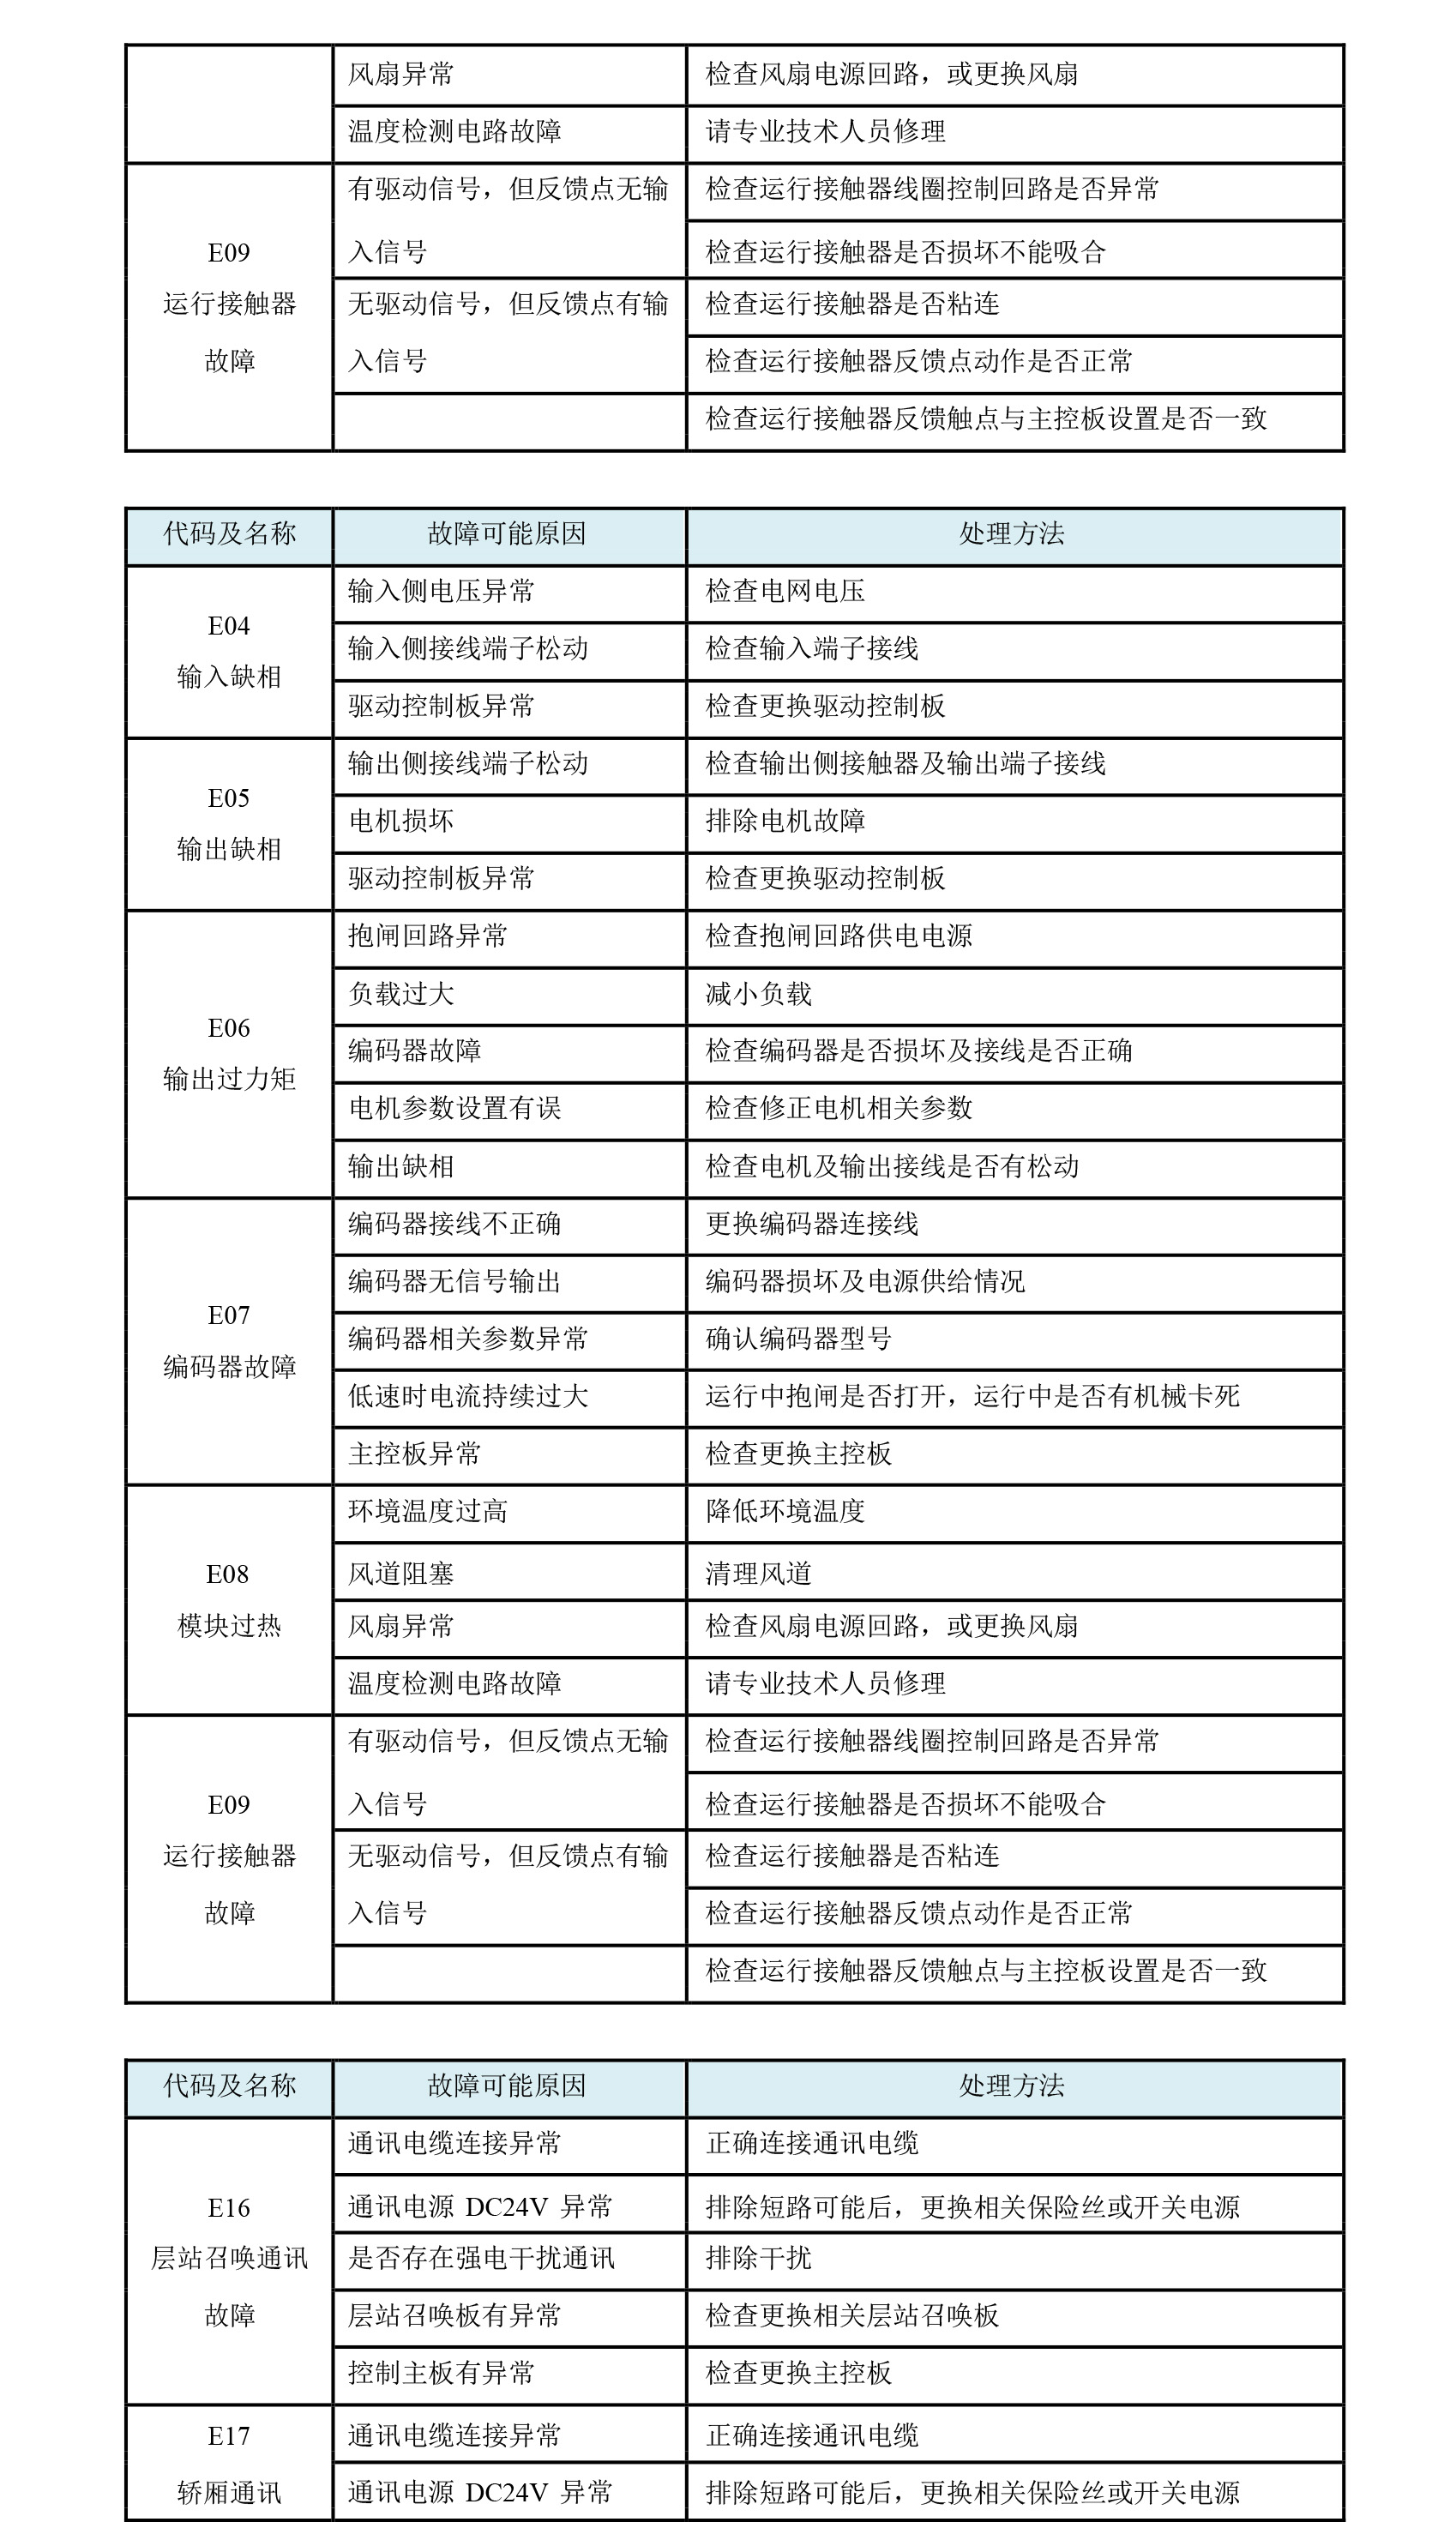 风扇异常 检查风扇电源回路，或更换风扇
温度检测电路故障 请专业技术人员修理
有驱动信号，但反馈点无输 检查运行接触器线圈控制回路是否异常
E09 入信号 检查运行接触器是否损坏不能吸合
运行接触器 无驱动信号，但反馈点有输 检查运行接触器是否粘连
故障 入信号 检查运行接触器反馈点动作是否正常
检查运行接触器反馈触点与主控板设置是否一致
代码及名称 故障可能原因 处理方法
E04
输入缺相
输入侧电压异常 检查电网电压
输入侧接线端子松动 检查输入端子接线
驱动控制板异常 检查更换驱动控制板
E05
输出缺相
输出侧接线端子松动 检查输出侧接触器及输出端子接线
电机损坏 排除电机故障
驱动控制板异常 检查更换驱动控制板
E06
输出过力矩
抱闸回路异常 检查抱闸回路供电电源
负载过大 减小负载
编码器故障 检查编码器是否损坏及接线是否正确
电机参数设置有误 检查修正电机相关参数
输出缺相 检查电机及输出接线是否有松动
E07
编码器故障
编码器接线不正确 更换编码器连接线
编码器无信号输出 编码器损坏及电源供给情况
编码器相关参数异常 确认编码器型号
低速时电流持续过大 运行中抱闸是否打开，运行中是否有机械卡死
主控板异常 检查更换主控板
E08
模块过热
环境温度过高 降低环境温度
风道阻塞 清理风道
风扇异常 检查风扇电源回路，或更换风扇
温度检测电路故障 请专业技术人员修理
有驱动信号，但反馈点无输 检查运行接触器线圈控制回路是否异常
E09 入信号 检查运行接触器是否损坏不能吸合
运行接触器 无驱动信号，但反馈点有输 检查运行接触器是否粘连
故障 入信号 检查运行接触器反馈点动作是否正常
检查运行接触器反馈触点与主控板设置是否一致
代码及名称 故障可能原因 处理方法
通讯电缆连接异常 正确连接通讯电缆
E16 通讯电源 DC24V 异常 排除短路可能后，更换相关保险丝或开关电源
层站召唤通讯 是否存在强电干扰通讯 排除干扰
故障 层站召唤板有异常 检查更换相关层站召唤板
控制主板有异常 检查更换主控板
E17 通讯电缆连接异常 正确连接通讯电缆
轿厢通讯 通讯电源 DC24V 异常 排除短路可能后，更换相关保险丝或开关电源